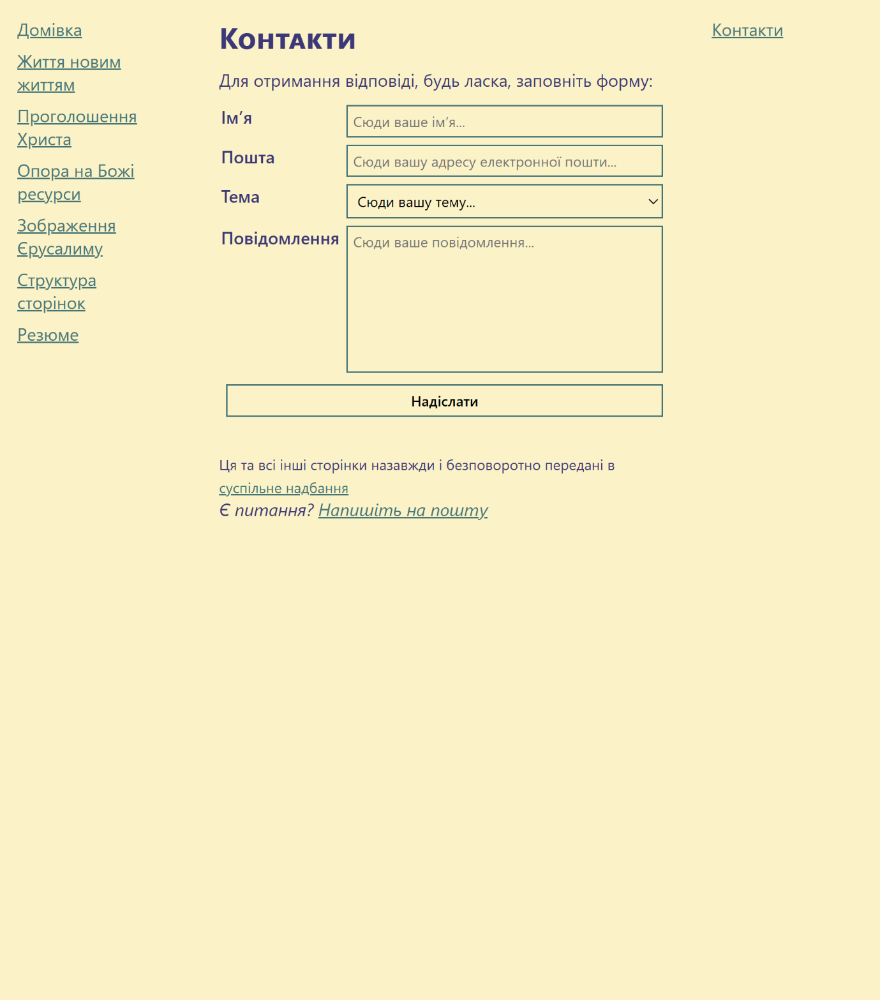 Домівка
Життя новим
життям
Проголошення
Христа
Опора на Божі
ресурси
Зображення
Єрусалиму
Структура
сторінок
Резюме
Контакти
Для отримання відповіді, будь ласка, заповніть форму:
Ім’я
Сюди ваше ім’я...
Пошта
Сюди вашу адресу електронної пошти...
Тема
Сюди вашу тему...
Повідомлення
Сюди ваше повідомлення...
Надіслати
Ця та всі інші сторінки назавжди і безповоротно передані в
суспільне надбання
Є питання? Напишіть на пошту
Контакти